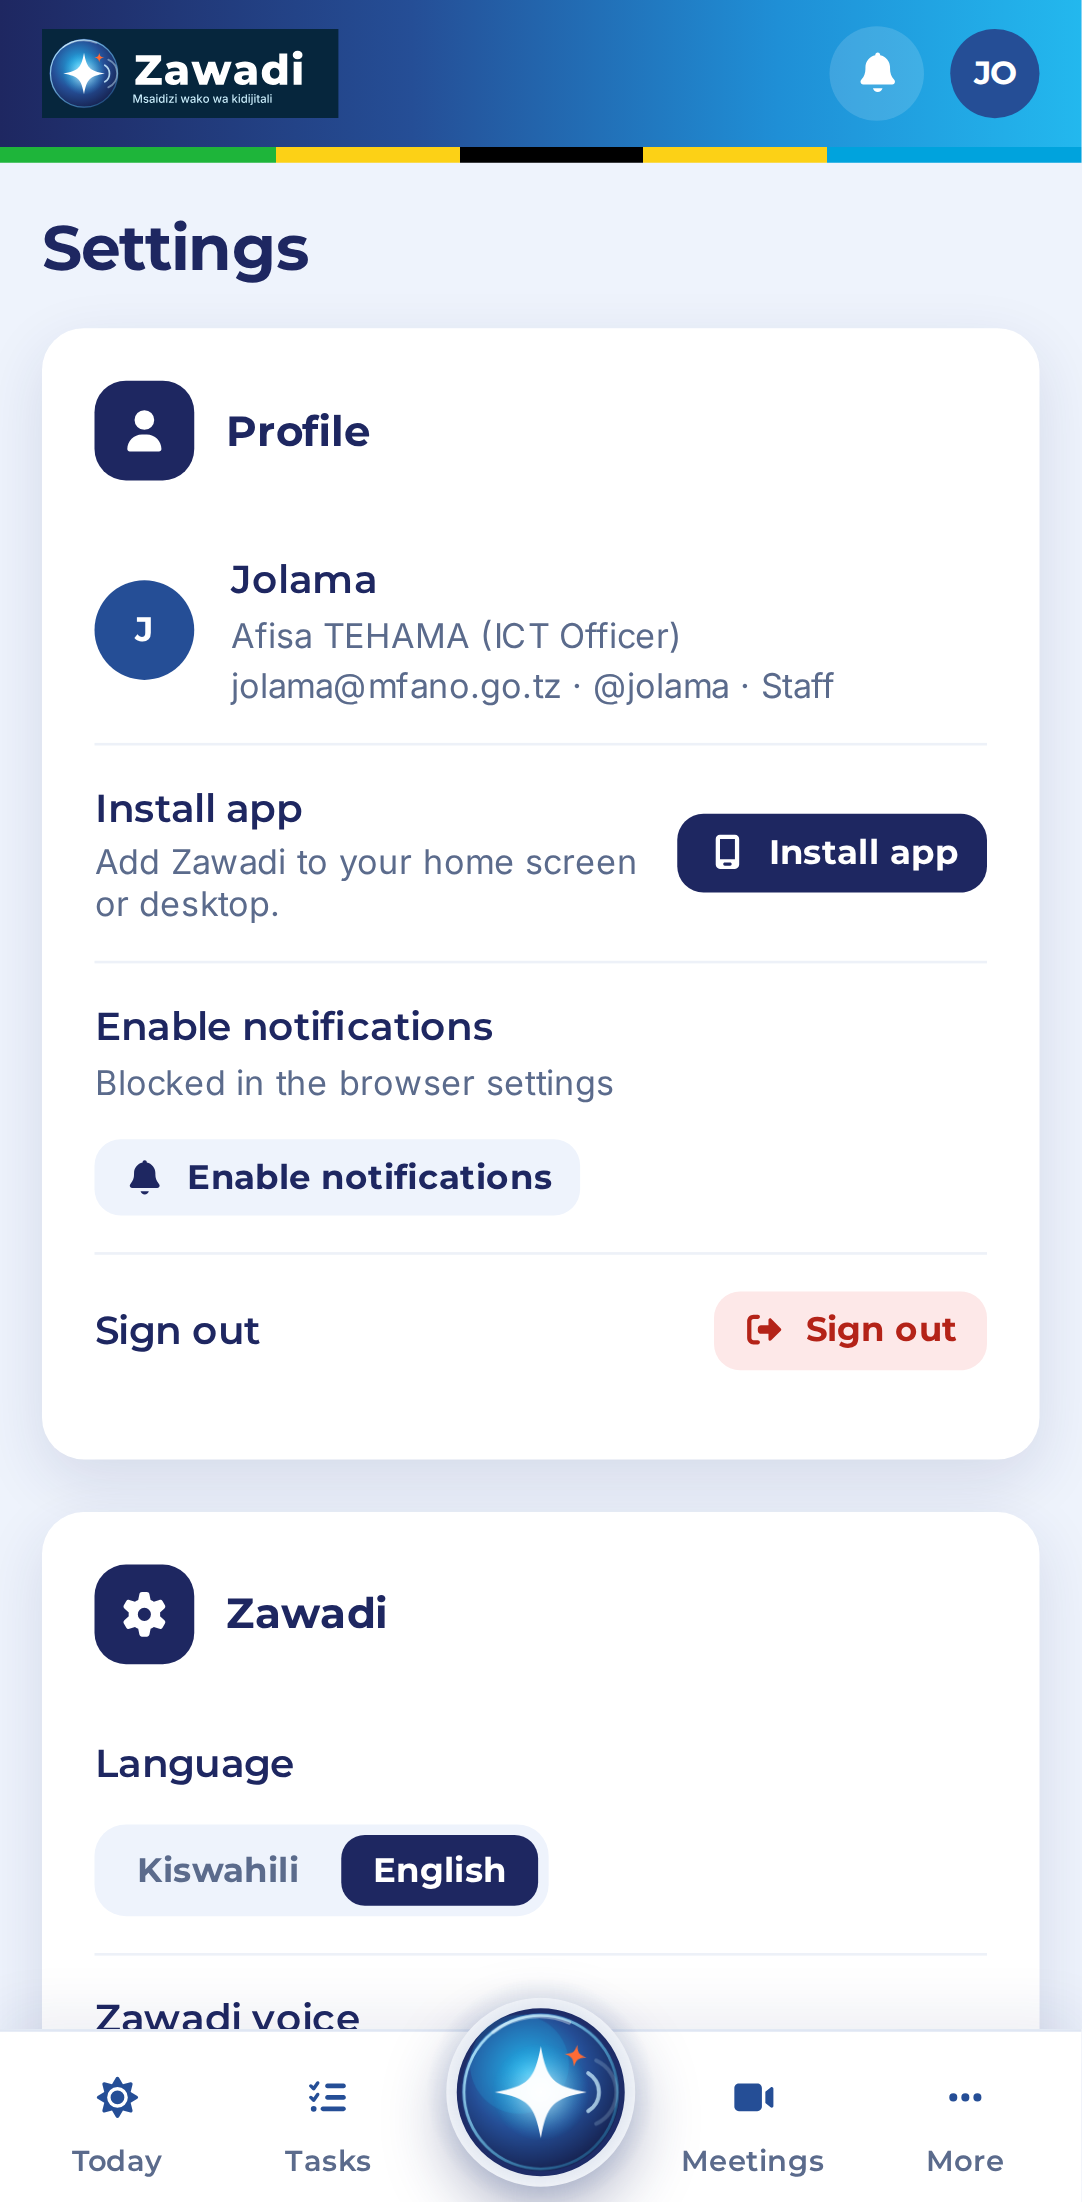 Zawadi
Msaidizi wako wa kidijitali
JO
Settings
Profile
J
Jolama
Afisa TEHAMA (ICT Officer)
jolama@mfano.go.tz · @jolama · Staff
Install app
Add Zawadi to your home screen
or desktop.
Install app
Enable notifications
Blocked in the browser settings
Enable notifications
Sign out
Sign out
Zawadi
Language
Kiswahili
English
Zawadi voice
Today
Tasks
Meetings
More